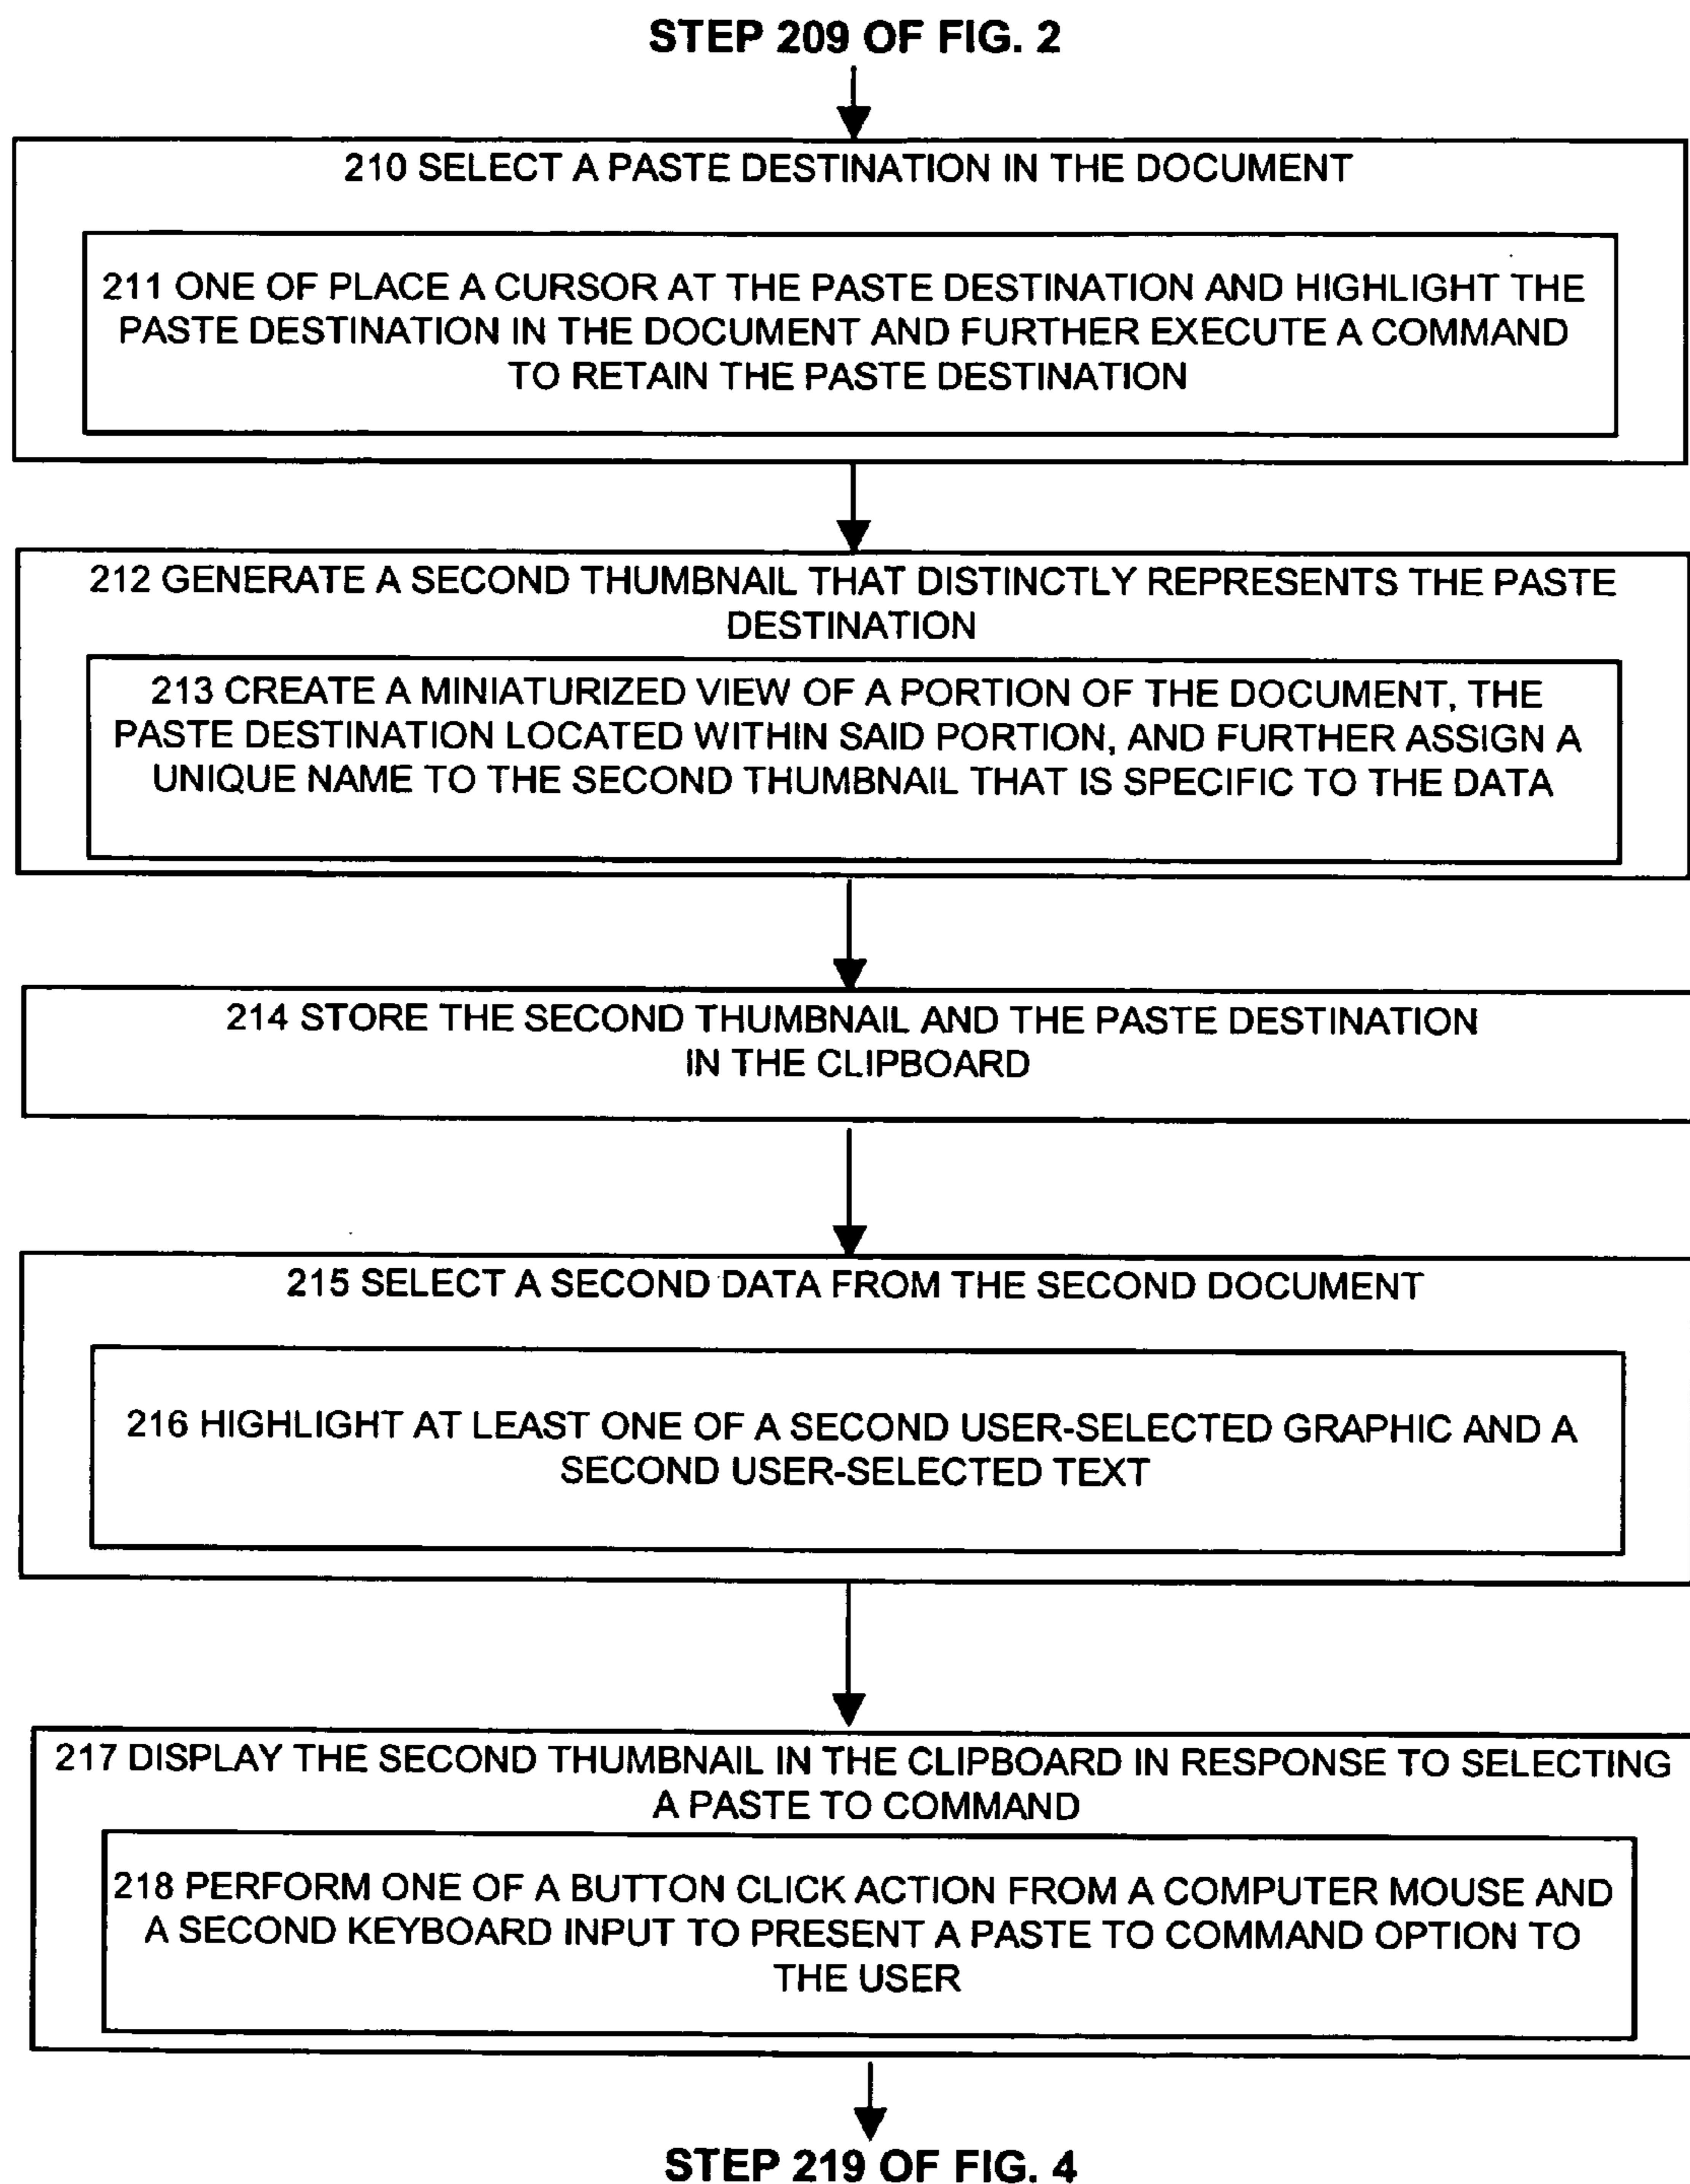 STEP 209 OF FIG. 2
210 SELECT A PASTE DESTINATION IN THE DOCUMENT
211 ONE OF PLACE A CURSOR AT THE PASTE DESTINATION AND HIGHLIGHT THE
PASTE DESTINATION IN THE DOCUMENT AND FURTHER EXECUTE A COMMAND
TO RETAIN THE PASTE DESTINATION
212 GENERATE A SECOND THUMBNAIL THAT DISTINCTLY REPRESENTS THE PASTE
DESTINATION
213 CREATE A MINIATURIZED VIEW OF A PORTION OF THE DOCUMENT, THE
PASTE DESTINATION LOCATED WITHIN SAID PORTION, AND FURTHER ASSIGN A
UNIQUE NAME TO THE SECOND THUMBNAIL THAT IS SPECIFIC TO THE DATA
214 STORE THE SECOND THUMBNAIL AND THE PASTE DESTINATION
IN THE CLIPBOARD
215 SELECT A SECOND DATA FROM THE SECOND DOCUMENT
216 HIGHLIGHT AT LEAST ONE OF A SECOND USER-SELECTED GRAPHIC AND A
SECOND USER-SELECTED TEXT
217 DISPLAY THE SECOND THUMBNAIL IN THE CLIPBOARD IN RESPONSE TO SELECTING
A PASTE TO COMMAND
218 PERFORM ONE OF A BUTTON CLICK ACTION FROM A COMPUTER MOUSE AND
A SECOND KEYBOARD INPUT TO PRESENT A PASTE TO COMMAND OPTION TO
THE USER
STEP 219 OF FIG. 4